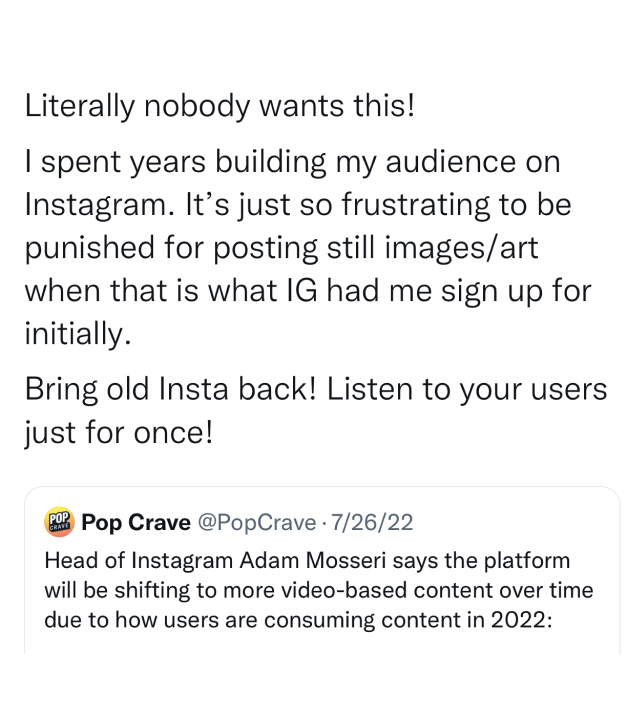 Literally nobody wants this!
I spent years building my audience on
Instagram. It’s just so frustrating to be
punished for posting still images/art
when that is what IG had me sign up for
initially.
Bring old Insta back! Listen to your users
just for once!
POP
CRAVE
Pop Crave @PopCrave · 7/26/22
Head of Instagram Adam Mosseri says the platform
will be shifting to more video-based content over time
due to how users are consuming content in 2022: